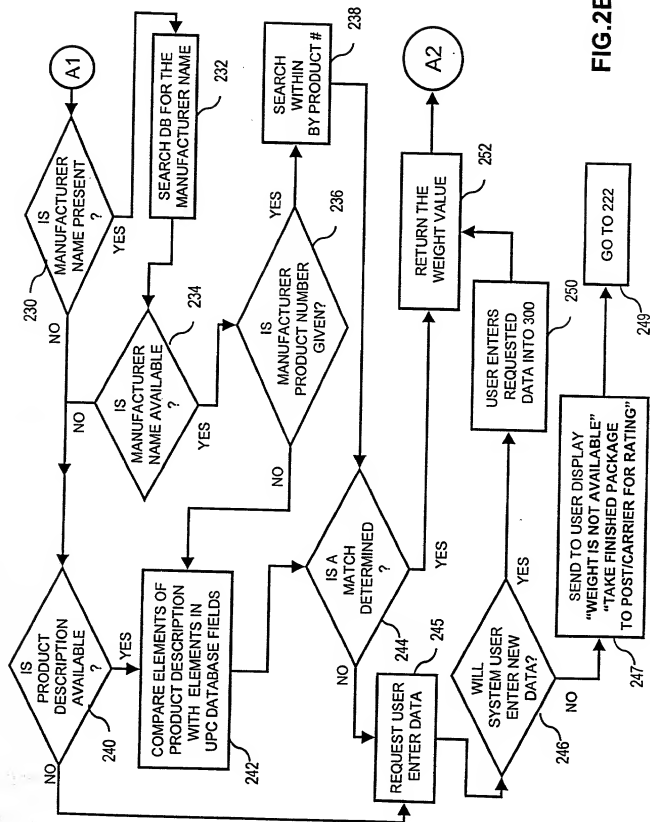 A1
IS
MANUFACTURER
NAME PRESENT
?
230
YES
NO
SEARCH DB FOR THE
MANUFACTURER NAME
232
IS
MANUFACTURER
NAME AVAILABLE
?
234
NO
YES
IS
MANUFACTURER
PRODUCT NUMBER
GIVEN?
236
YES
NO
SEARCH
WITHIN
BY PRODUCT #
238
IS
PRODUCT
DESCRIPTION
AVAILABLE
?
240
YES
NO
COMPARE ELEMENTS OF
PRODUCT DESCRIPTION
WITH ELEMENTS IN
UPC DATABASE FIELDS
242
IS A
MATCH
DETERMINED
?
244
YES
NO
REQUEST USER
ENTER DATA
245
WILL
SYSTEM USER
ENTER NEW
DATA?
246
YES
NO
USER ENTERS
REQUESTED
DATA INTO 300
250
RETURN THE
WEIGHT VALUE
252
A2
SEND TO USER DISPLAY
“WEIGHT IS NOT AVAILABLE”
“TAKE FINISHED PACKAGE
TO POST/CARRIER FOR RATING”
247
GO TO 222
249
FIG.2B